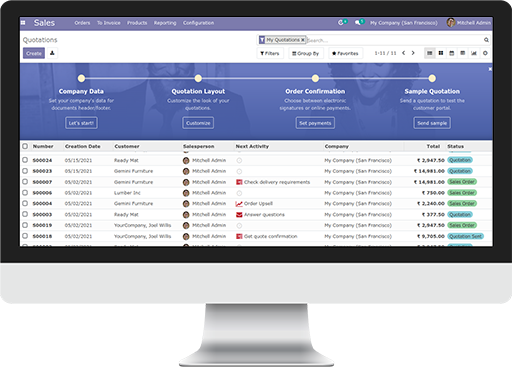 Sales Orders To Invoice Products Reporting Configuration My Company (San Francisco) Mitchell Admin
Quotations My Quotations × Search...
Create Filters Group By Favorites 1-11 / 11
Company Data Quotation Layout Order Confirmation Sample Quotation
Set your company's data for Customize the look of your Choose between electronic Send a quotation to test the
documents header/footer. quotations. signatures or online payments. customer portal.
Let's start! Customize Set payments Send sample
Number Creation Date Customer Salesperson Next Activity Company Total Status
S00024 05/15/2021 Ready Mat Mitchell Admin My Company (San Francisco) ₹ 2,947.50 Quotation
S00023 05/15/2021 Gemini Furniture Mitchell Admin My Company (San Francisco) ₹ 14,981.00 Quotation
S00007 05/02/2021 Gemini Furniture Mitchell Admin Check delivery requirements My Company (San Francisco) ₹ 14,981.00 Sales Order
S00006 05/02/2021 Lumber Inc Mitchell Admin My Company (San Francisco) ₹ 750.00 Sales Order
S00004 05/02/2021 Gemini Furniture Mitchell Admin Order Upsell My Company (San Francisco) ₹ 2,240.00 Sales Order
S00003 05/02/2021 Ready Mat Mitchell Admin Answer questions My Company (San Francisco) ₹ 377.50 Quotation
S00019 05/02/2021 YourCompany, Joel Willis Mitchell Admin My Company (San Francisco) Sales Order
S00018 05/02/2021 YourCompany, Joel Willis Mitchell Admin Get quote confirmation My Company (San Francisco) ₹ 9,705.00 Quotation Sent